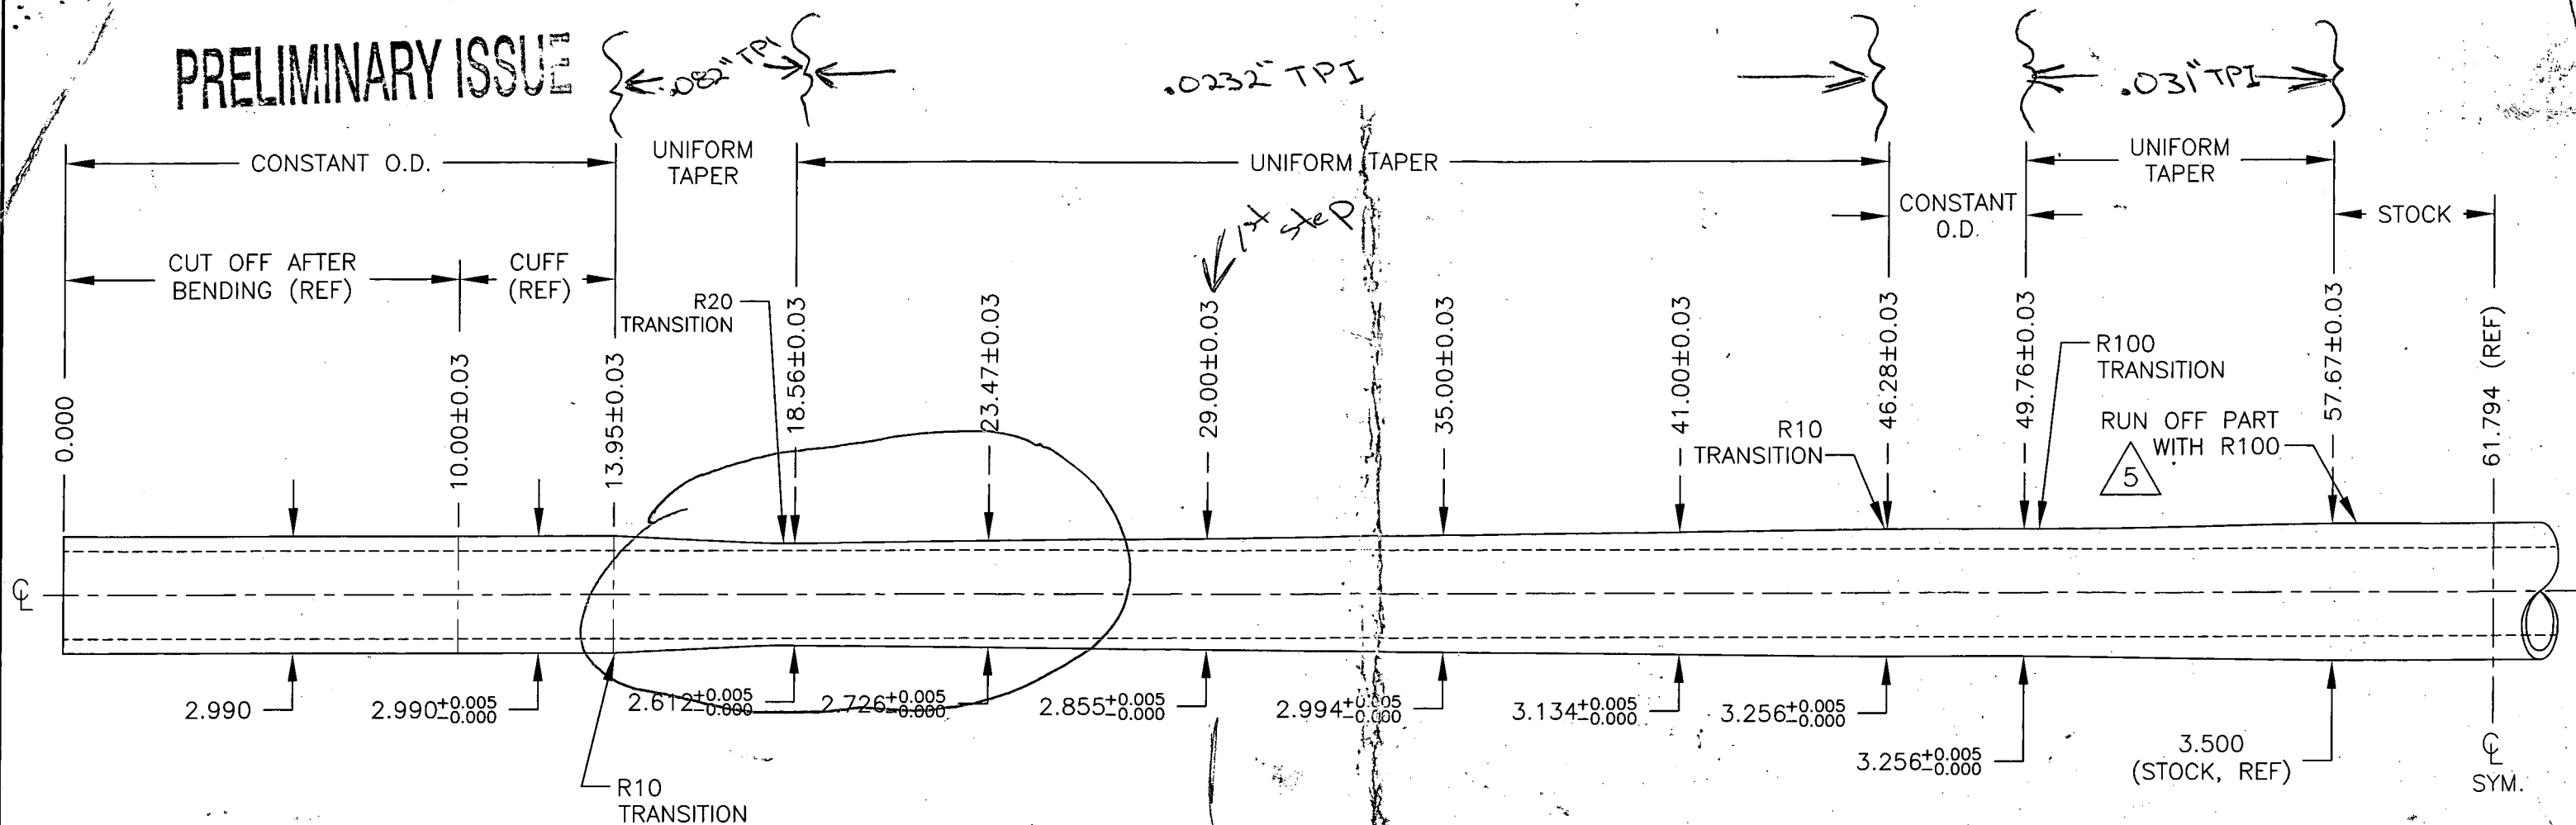 PRELIMINARY ISSUE
.082" TPI
.0232" TPI
.031" TPI
CONSTANT O.D.
UNIFORM
TAPER
UNIFORM TAPER
UNIFORM
TAPER
CONSTANT
O.D.
STOCK
1st step
CUT OFF AFTER
BENDING (REF)
CUFF
(REF)
R20
TRANSITION
R10
TRANSITION
R100
TRANSITION
RUN OFF PART
WITH R100
5
0.000
10.00±0.03
13.95±0.03
18.56±0.03
23.47±0.03
29.00±0.03
35.00±0.03
41.00±0.03
46.28±0.03
49.76±0.03
57.67±0.03
61.794 (REF)
CL
2.990
2.990+0.005-0.000
2.612+0.005-0.000
2.726+0.005-0.000
2.855+0.005-0.000
2.994+0.005-0.000
3.134+0.005-0.000
3.256+0.005-0.000
3.256+0.005-0.000
3.500
(STOCK, REF)
CL
SYM.
R10
TRANSITION